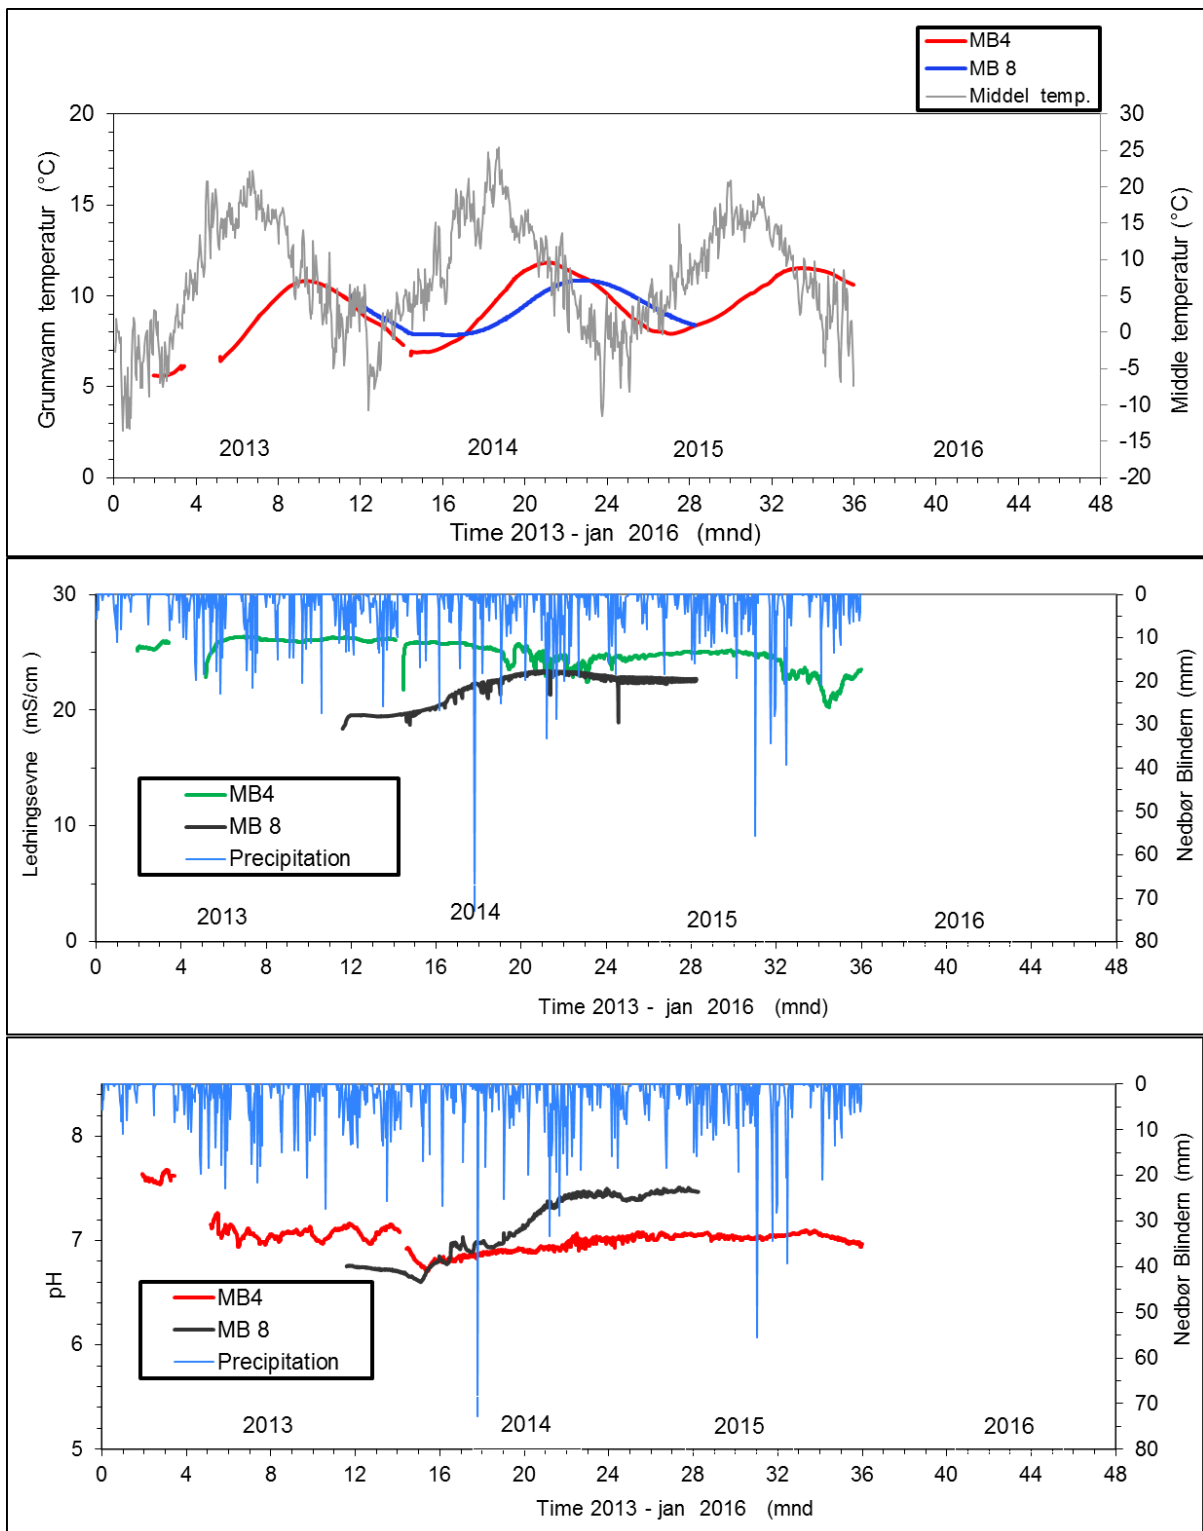 MB4
MB 8
Middel temp.
20 30
25
15 20
15
10 10
5
0
5 -5
-10
-15
0 -20
Grunnvann temperatur (°C)
Middle temperatur (°C)
2013 2014 2015 2016
0 4 8 12 16 20 24 28 32 36 40 44 48
Time 2013 - jan 2016 (mnd)
30 0
10
20 20
30
40
10 50
60
70
0 80
Ledningsevne (mS/cm)
Nedbør Blindern (mm)
MB4
MB 8
Precipitation
2013 2014 2015 2016
0 4 8 12 16 20 24 28 32 36 40 44 48
Time 2013 - jan 2016 (mnd)
0
8 10
20
7 30
40
50
6 60
70
5 80
pH
Nedbør Blindern (mm)
MB4
MB 8
Precipitation
2013 2014 2015 2016
0 4 8 12 16 20 24 28 32 36 40 44 48
Time 2013 - jan 2016 (mnd